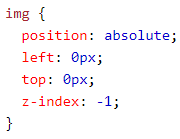 img {
  position: absolute;
  left: 0px;
  top: 0px;
  z-index: -1;
}